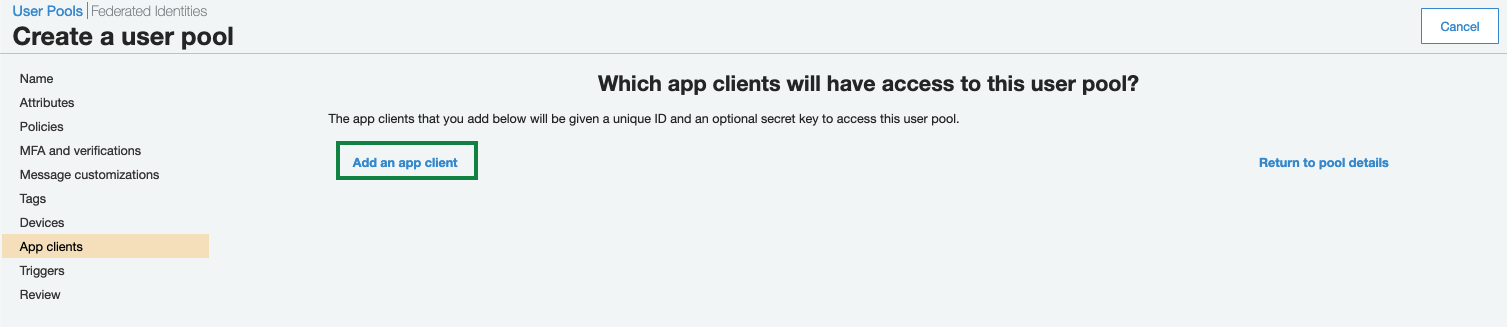 User Pools | Federated Identities
Create a user pool
Cancel
Name
Attributes
Policies
MFA and verifications
Message customizations
Tags
Devices
App clients
Triggers
Review
Which app clients will have access to this user pool?
The app clients that you add below will be given a unique ID and an optional secret key to access this user pool.
Add an app client
Return to pool details